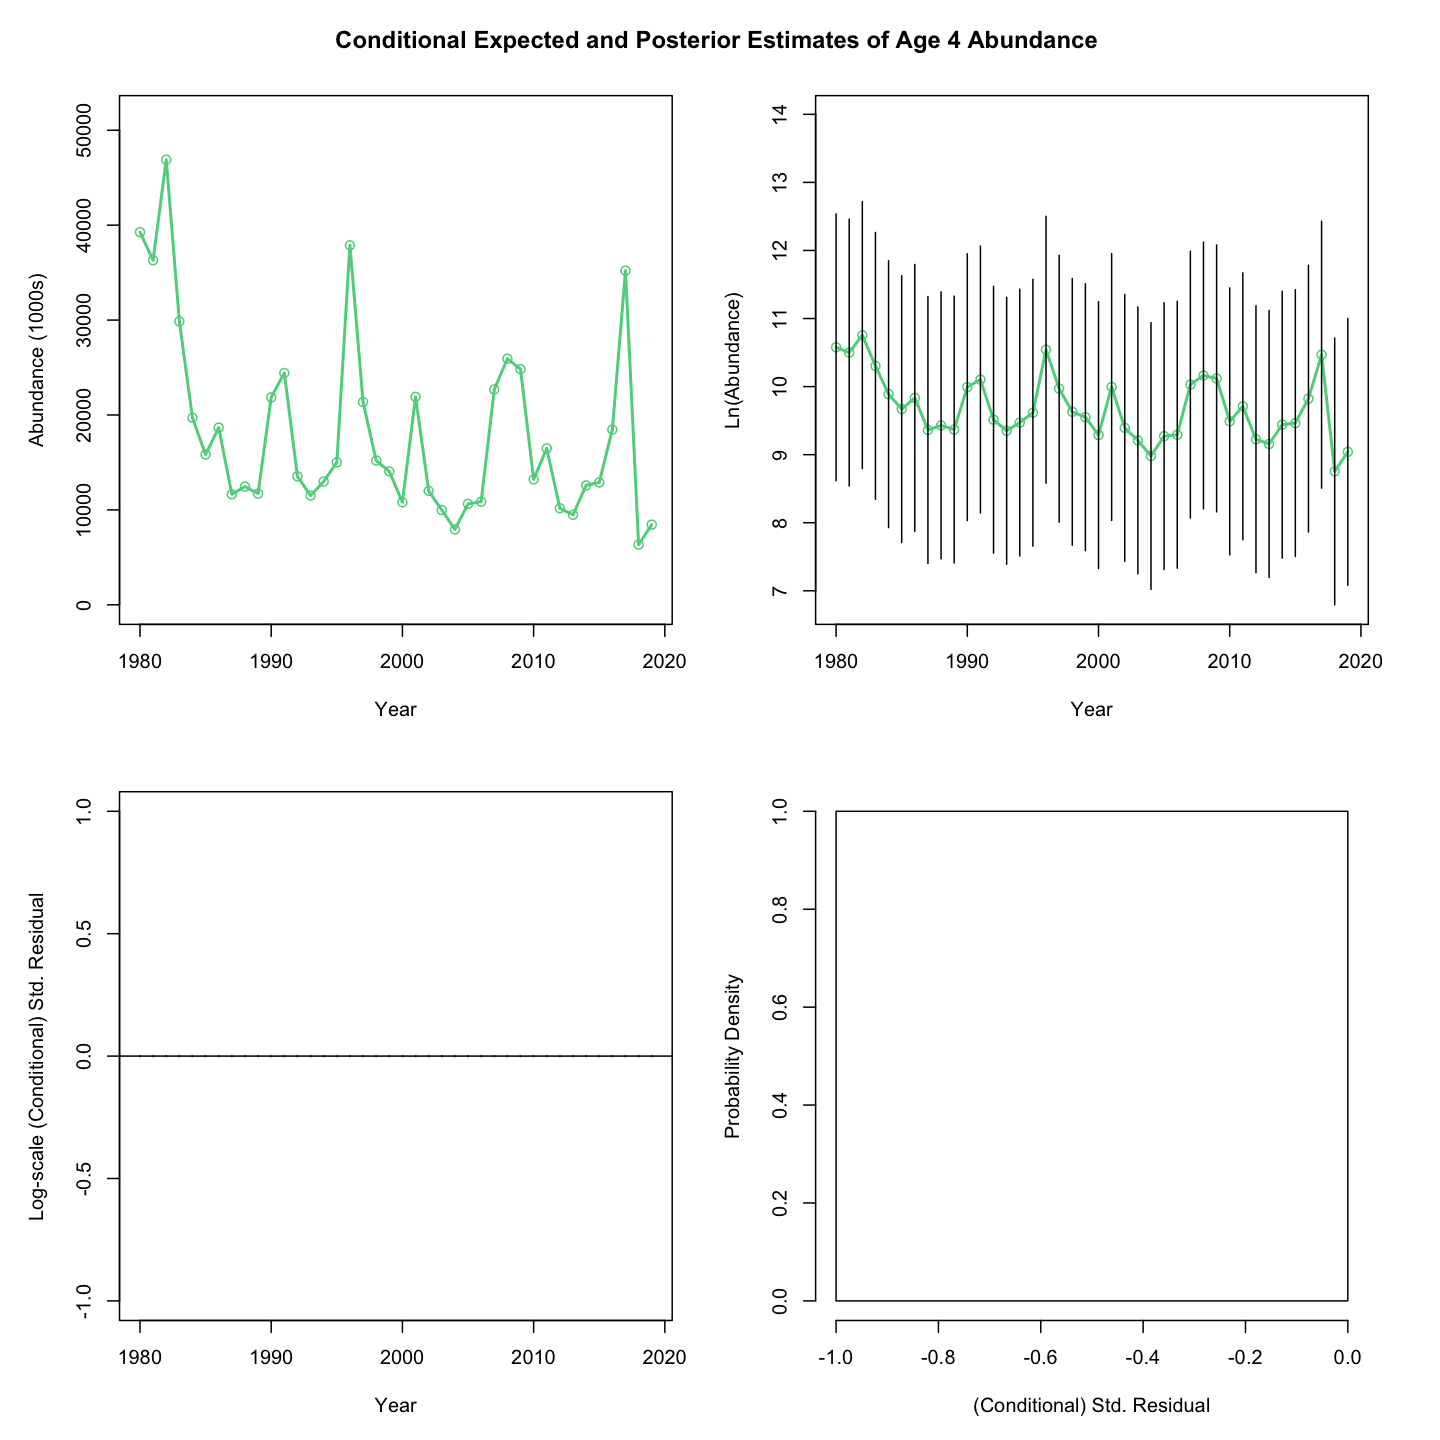 Conditional Expected and Posterior Estimates of Age 4 Abundance
Abundance (1000s)
50000
40000
30000
20000
10000
0
1980 1990 2000 2010 2020
Year
Ln(Abundance)
14
13
12
11
10
9
8
7
1980 1990 2000 2010 2020
Year
Log-scale (Conditional) Std. Residual
1.0
0.5
0.0
-0.5
-1.0
1980 1990 2000 2010 2020
Year
Probability Density
1.0
0.8
0.6
0.4
0.2
0.0
-1.0 -0.8 -0.6 -0.4 -0.2 0.0
(Conditional) Std. Residual